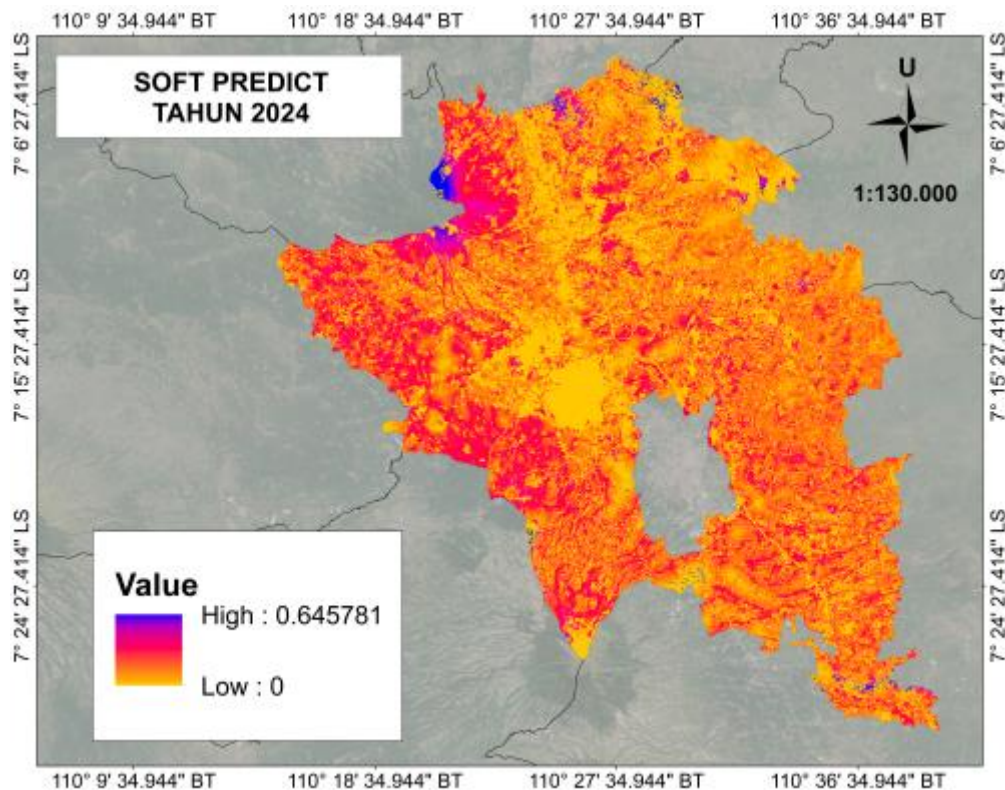 110° 9' 34.944" BT
110° 18' 34.944" BT
110° 27' 34.944" BT
110° 36' 34.944" BT
7° 6' 27.414" LS
7° 6' 27.414" LS
SOFT PREDICT
TAHUN 2024
U
1:130.000
7° 15' 27.414" LS
7° 15' 27.414" LS
7° 24' 27.414" LS
7° 24' 27.414" LS
Value
High : 0.645781
Low : 0
110° 9' 34.944" BT
110° 18' 34.944" BT
110° 27' 34.944" BT
110° 36' 34.944" BT